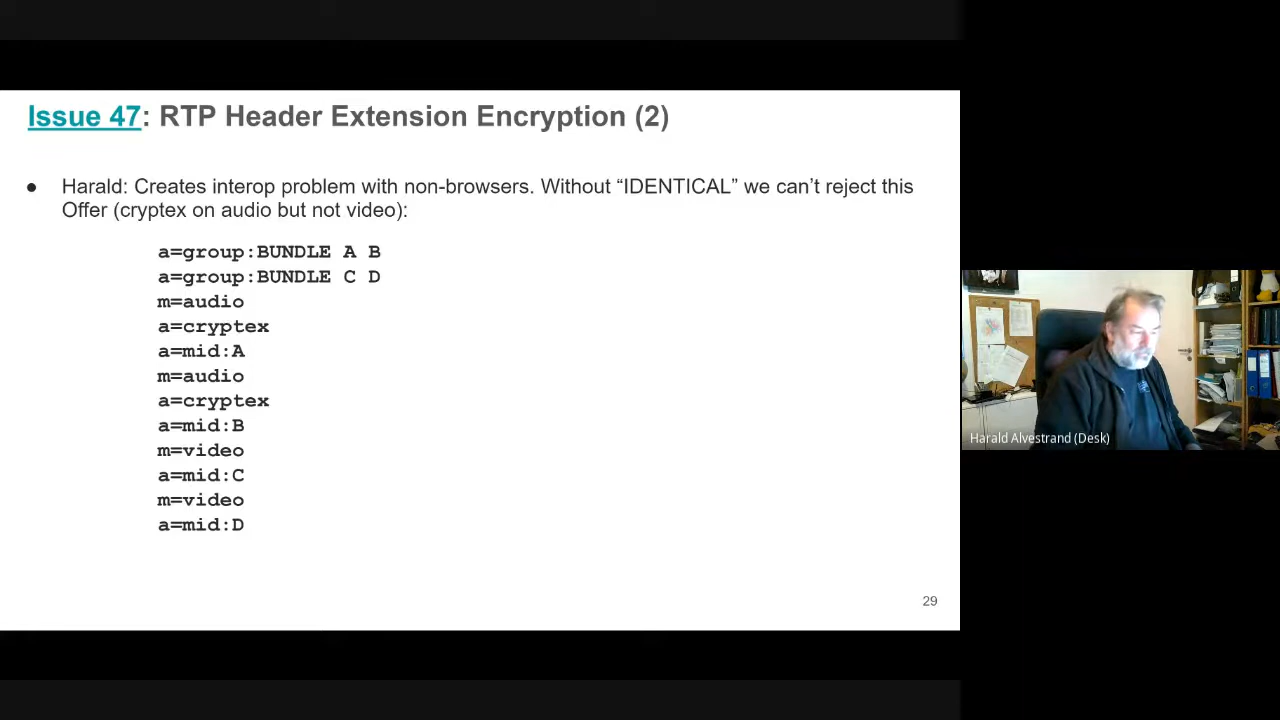 Issue 47: RTP Header Extension Encryption (2)
● Harald: Creates interop problem with non-browsers. Without “IDENTICAL” we can’t reject this
Offer (cryptex on audio but not video):
a=group:BUNDLE A B
a=group:BUNDLE C D
m=audio
a=cryptex
a=mid:A
m=audio
a=cryptex
a=mid:B
m=video
a=mid:C
m=video
a=mid:D
29
Harald Alvestrand (Desk)